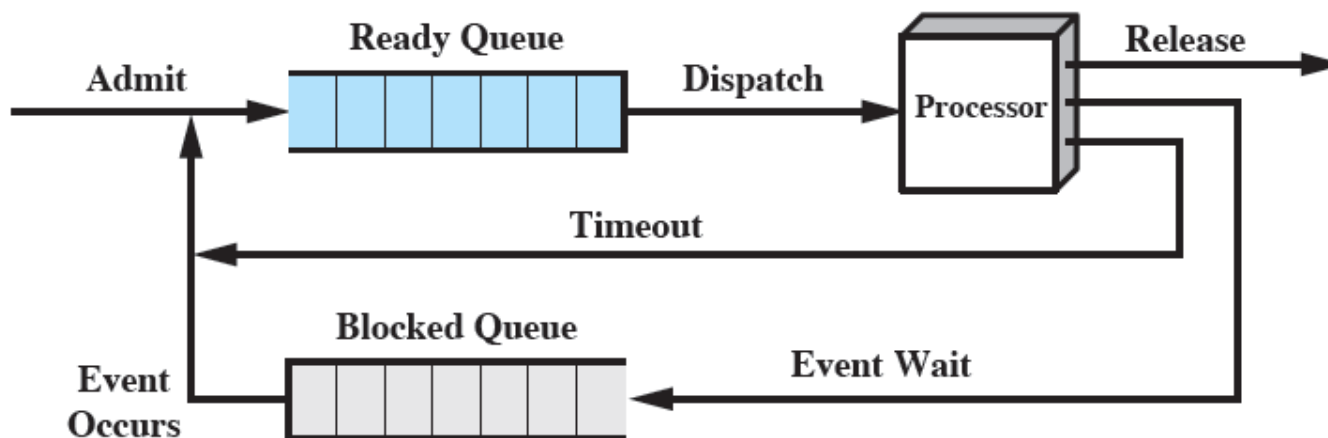 Ready Queue
Admit
Dispatch
Processor
Release
Timeout
Blocked Queue
Event Wait
Event
Occurs